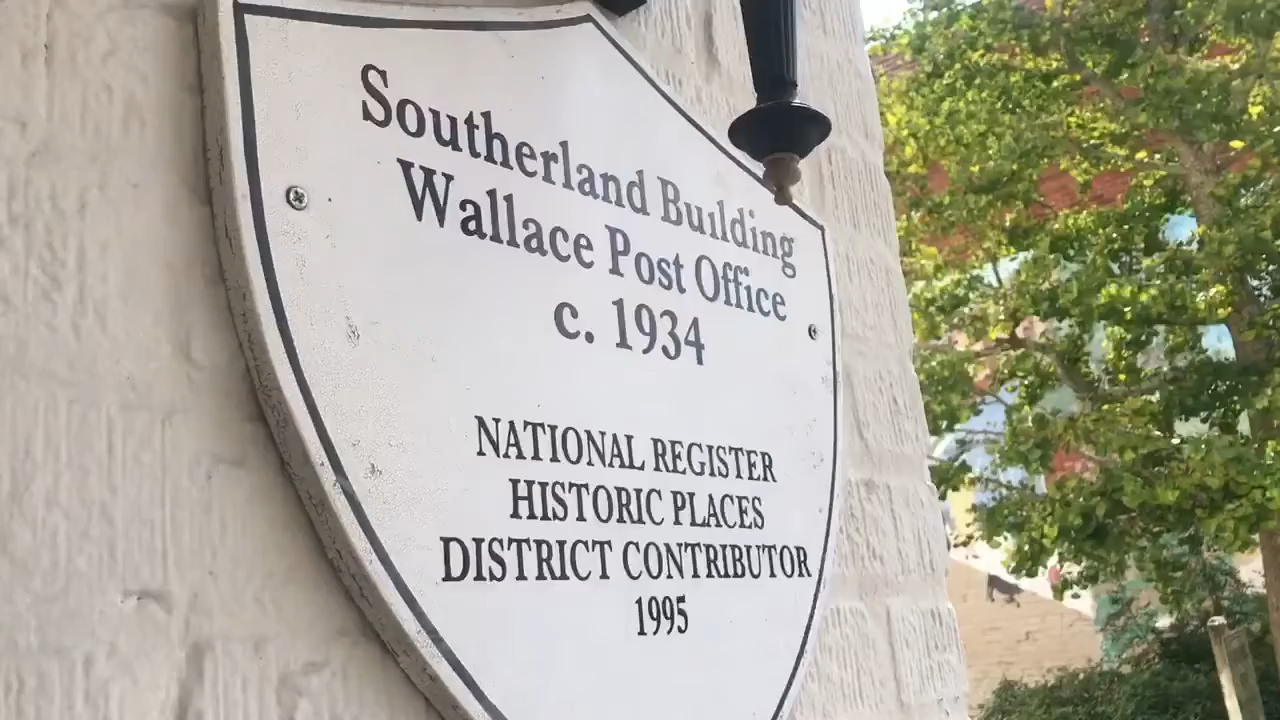 Southerland Building
Wallace Post Office
c. 1934
NATIONAL REGISTER
HISTORIC PLACES
DISTRICT CONTRIBUTOR
1995